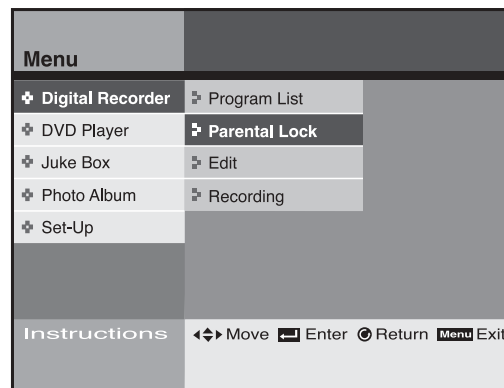 Menu
Digital Recorder
DVD Player
Juke Box
Photo Album
Set-Up
Program List
Parental Lock
Edit
Recording
Instructions Move Enter Return Menu Exit